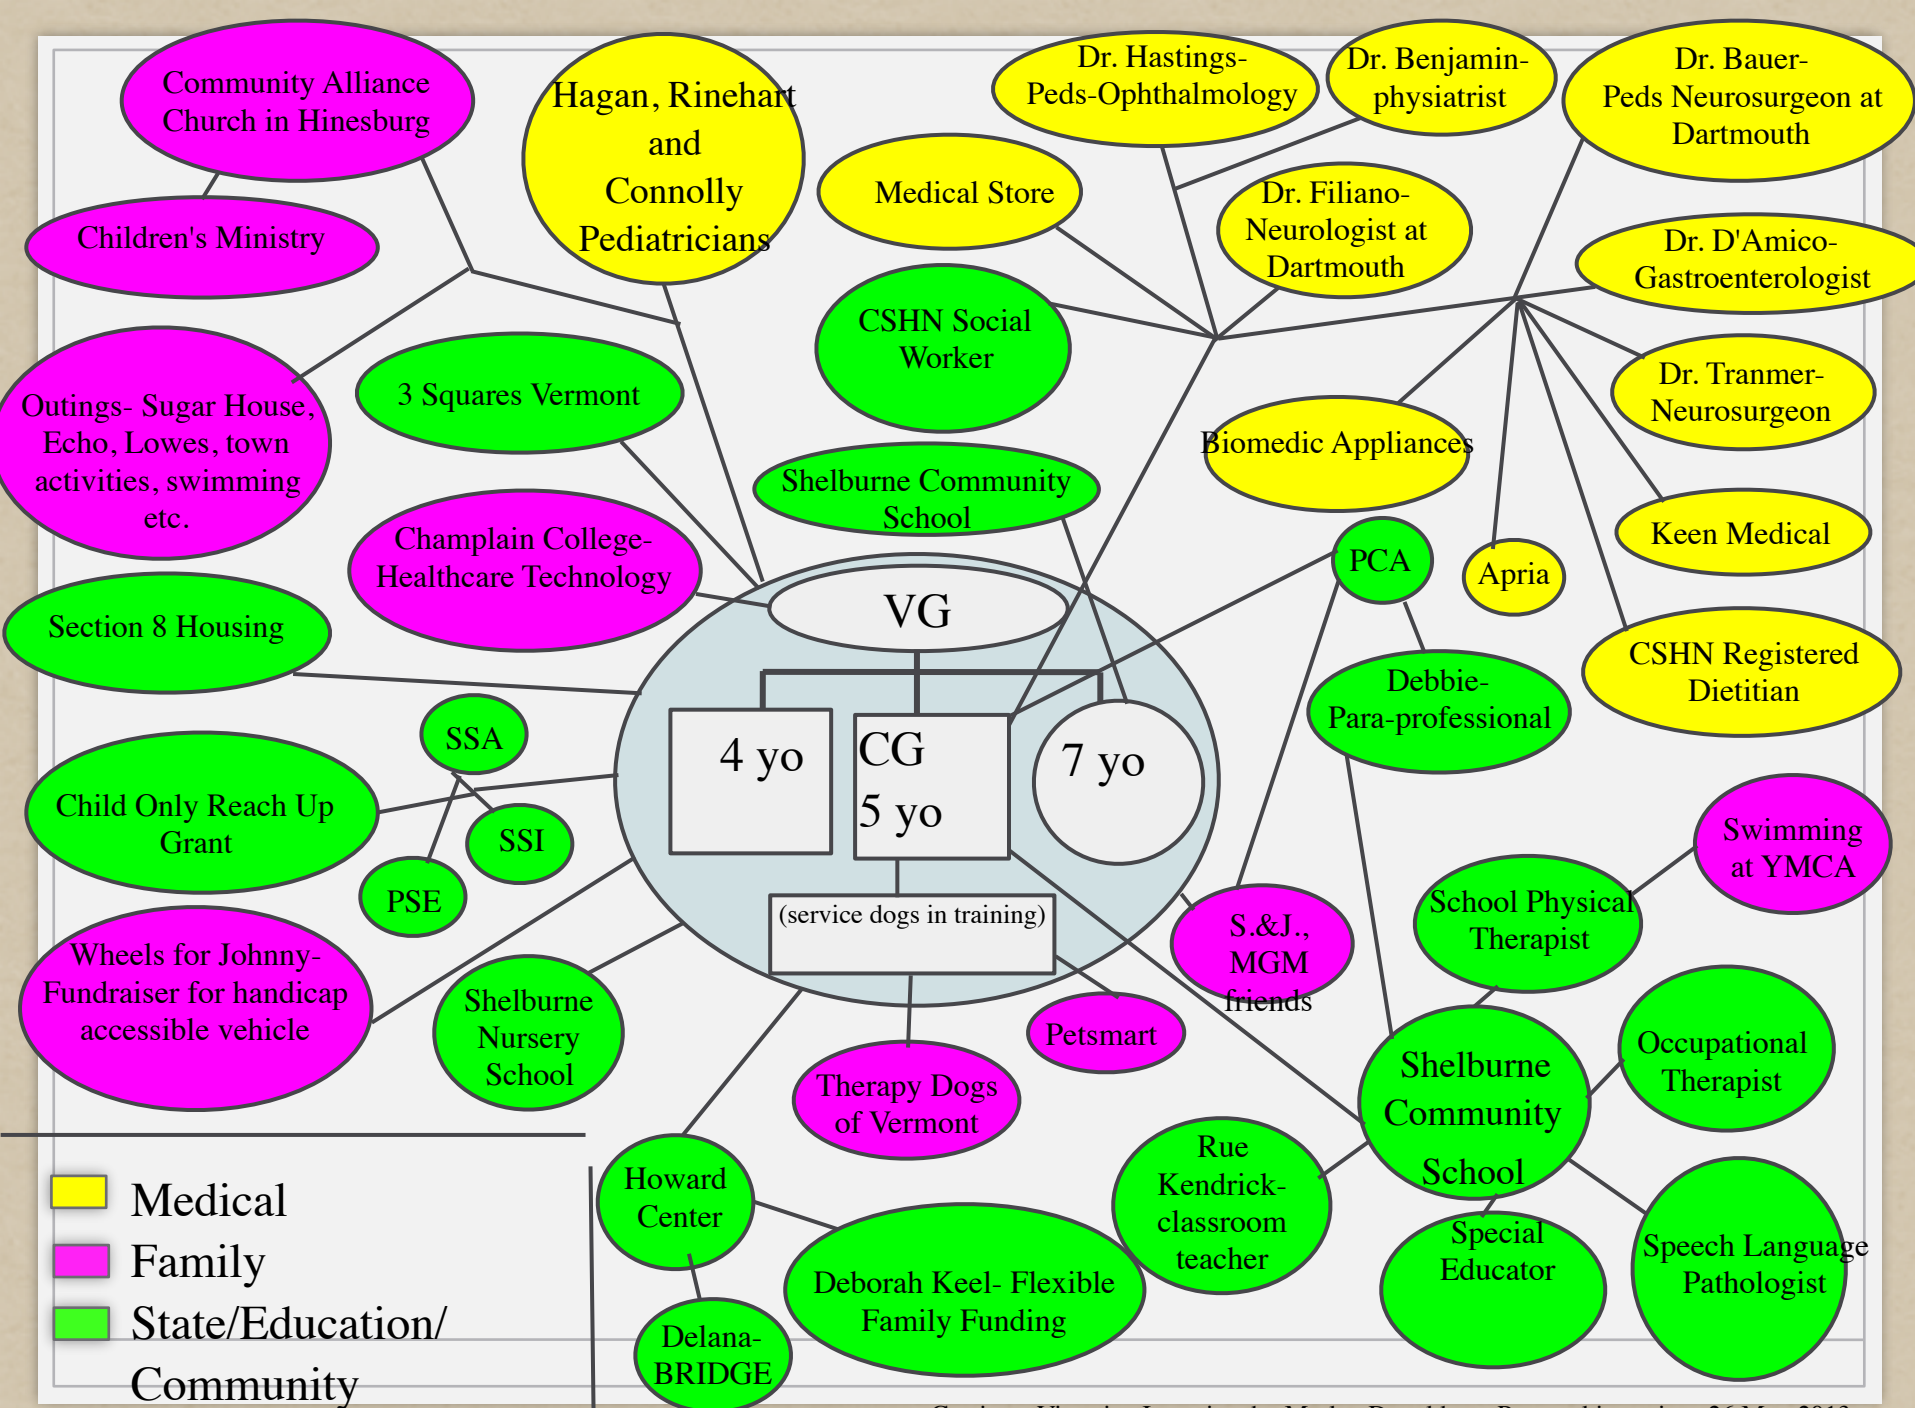 Community Alliance
Church in Hinesburg
Hagan, Rinehart
and
Connolly
Pediatricians
Dr. Hastings-
Peds-Ophthalmology
Dr. Benjamin-
physiatrist
Dr. Bauer-
Peds Neurosurgeon at
Dartmouth
Children's Ministry
Medical Store
Dr. Filiano-
Neurologist at
Dartmouth
Dr. D'Amico-
Gastroenterologist
CSHN Social
Worker
Outings- Sugar House,
Echo, Lowes, town
activities, swimming
etc.
3 Squares Vermont
Dr. Tranmer-
Neurosurgeon
Biomedic Appliances
Shelburne Community
School
Champlain College-
Healthcare Technology
PCA
Apria
Keen Medical
Section 8 Housing
VG
CSHN Registered
Dietitian
Debbie-
Para-professional
SSA
4 yo
CG
5 yo
7 yo
Child Only Reach Up
Grant
SSI
PSE
Swimming
at YMCA
School Physical
Therapist
(service dogs in training)
S.&J.,
MGM
friends
Wheels for Johnny-
Fundraiser for handicap
accessible vehicle
Shelburne
Nursery
School
Petsmart
Therapy Dogs
of Vermont
Shelburne
Community
School
Occupational
Therapist
Howard
Center
Rue
Kendrick-
classroom
teacher
Special
Educator
Speech Language
Pathologist
Deborah Keel- Flexible
Family Funding
Delana-
BRIDGE
Medical
Family
State/Education/
Community